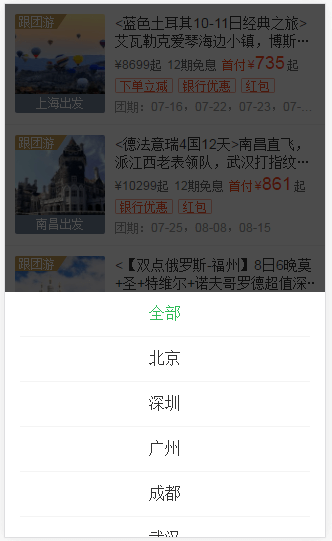 跟团游
<蓝色土耳其10-11日经典之旅>
艾瓦勒克爱琴海边小镇，博斯…
¥8699起 12期免息 首付¥735起
下单立减 银行优惠 红包
上海出发
团期：07-16，07-22，07-23，07-…
跟团游
<德法意瑞4国12天>南昌直飞，
派江西老表领队，武汉打指纹…
¥10299起 12期免息 首付¥861起
银行优惠 红包
南昌出发
团期：07-25，08-08，08-15
跟团游
<【双点俄罗斯-福州】8日6晚莫
+圣+特维尔+诺夫哥罗德超值深…
全部
北京
深圳
广州
成都
武汉